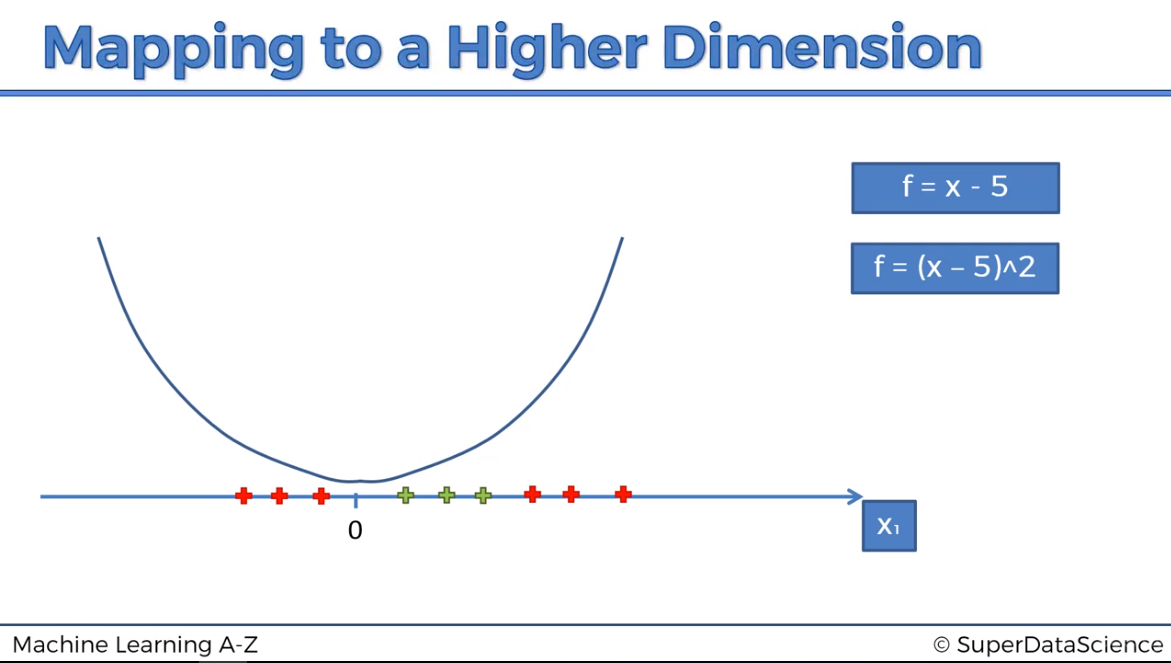 Mapping to a Higher Dimension
f = x - 5
f = (x – 5)^2
0
x₁
Machine Learning A-Z
© SuperDataScience